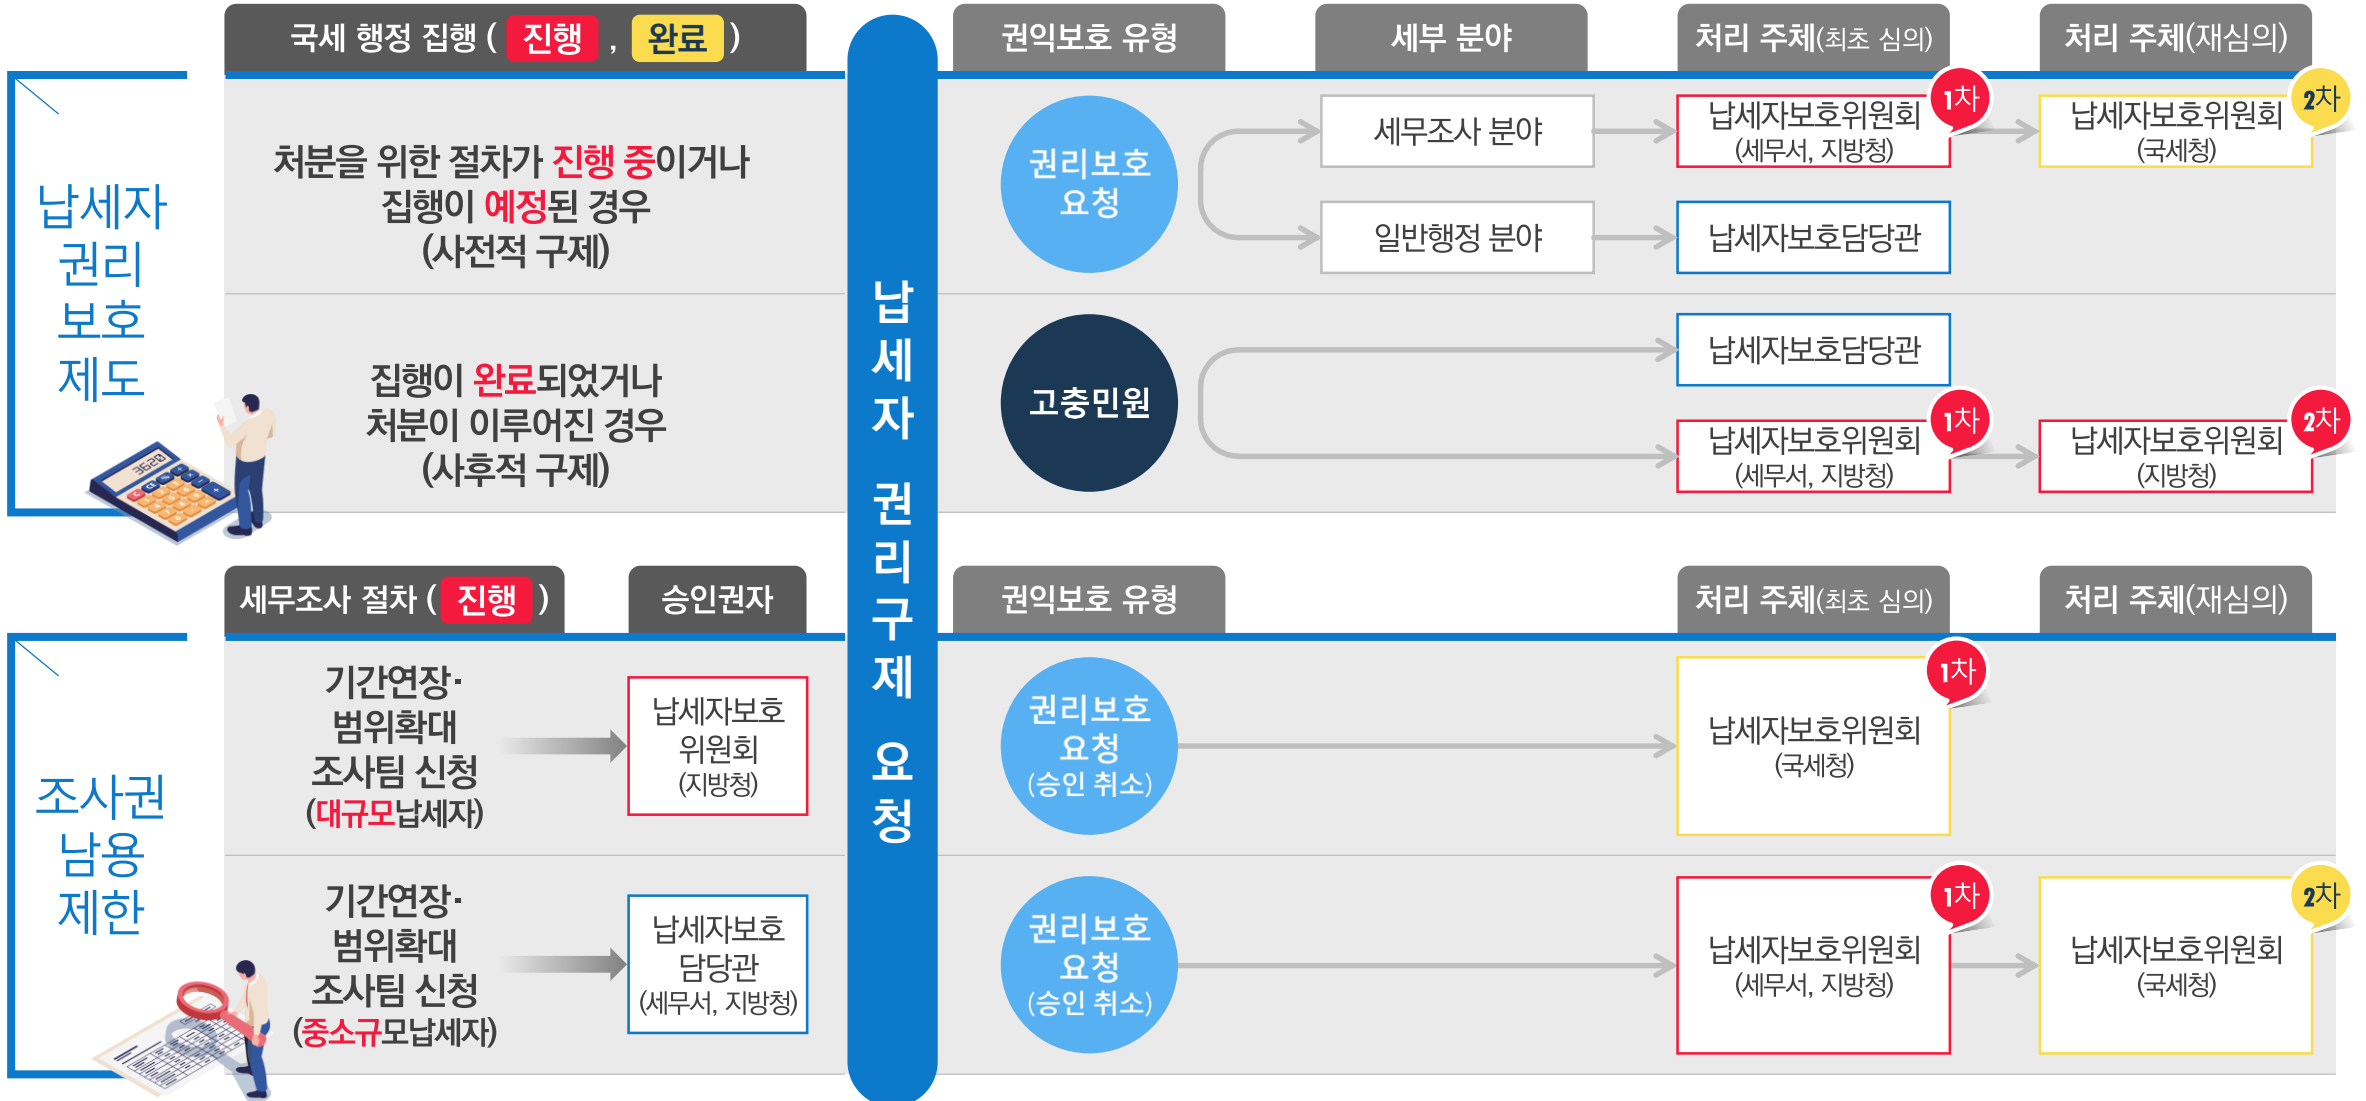 국세 행정 집행 ( 진행 , 완료 )
권익보호 유형
세부 분야
처리 주체(최초 심의)
처리 주체(재심의)
납세자
권리
보호
제도
처분을 위한 절차가 진행 중이거나
집행이 예정된 경우
(사전적 구제)
권리보호
요청
세무조사 분야
납세자보호위원회
(세무서, 지방청)
1차
납세자보호위원회
(국세청)
2차
일반행정 분야
납세자보호담당관
집행이 완료되었거나
처분이 이루어진 경우
(사후적 구제)
고충민원
납세자보호담당관
납세자보호위원회
(세무서, 지방청)
1차
납세자보호위원회
(지방청)
2차
3620
납
세
자
권
리
구
제
요
청
세무조사 절차 ( 진행 )
승인권자
권익보호 유형
처리 주체(최초 심의)
처리 주체(재심의)
조사권
남용
제한
기간연장·
범위확대
조사팀 신청
(대규모납세자)
납세자보호
위원회
(지방청)
권리보호
요청
(승인 취소)
납세자보호위원회
(국세청)
1차
기간연장·
범위확대
조사팀 신청
(중소규모납세자)
납세자보호
담당관
(세무서, 지방청)
권리보호
요청
(승인 취소)
납세자보호위원회
(세무서, 지방청)
1차
납세자보호위원회
(국세청)
2차